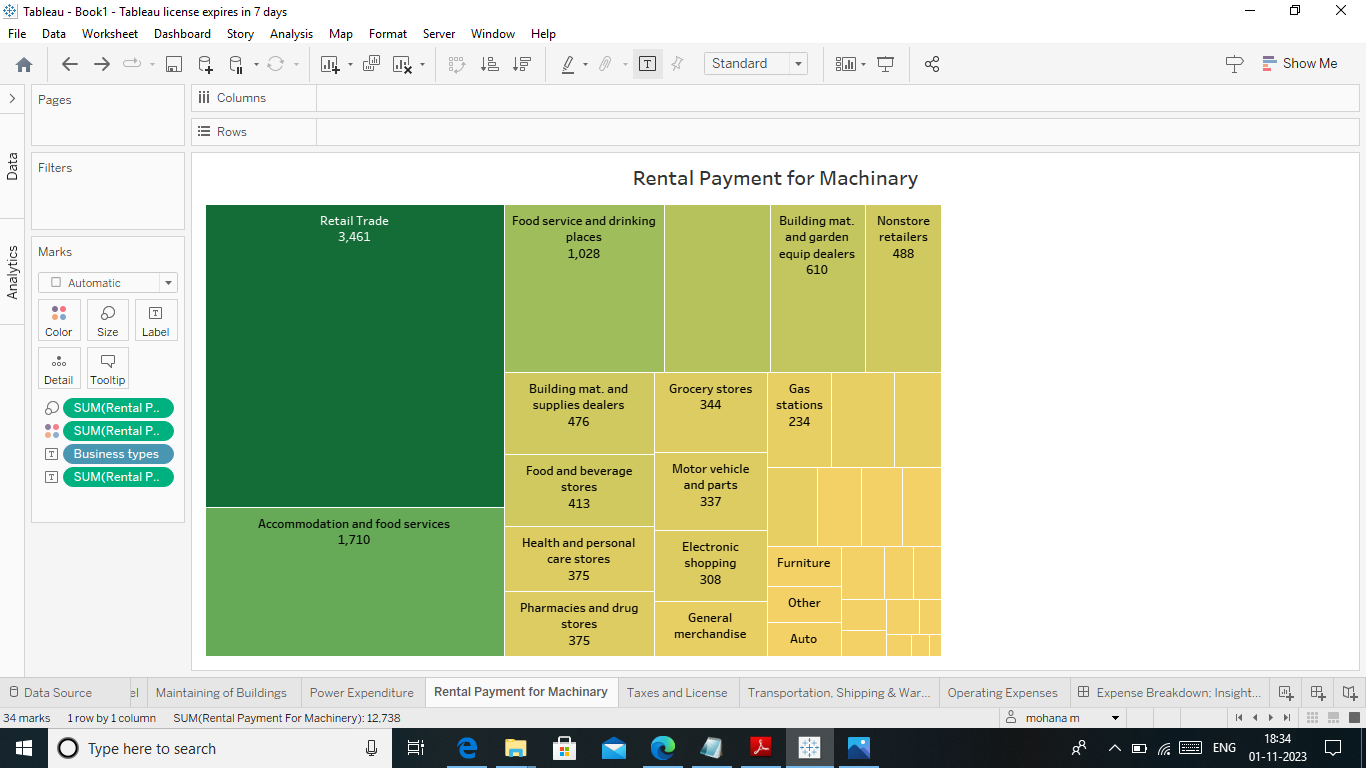 Tableau - Book1 - Tableau license expires in 7 days
File Data Worksheet Dashboard Story Analysis Map Format Server Window Help
Standard
Show Me
Pages
Columns
Rows
Data
Filters
Analytics
Marks
Automatic
Color Size Label
Detail Tooltip
SUM(Rental P..
SUM(Rental P..
Business types
SUM(Rental P..
Rental Payment for Machinary
Retail Trade
3,461
Accommodation and food services
1,710
Food service and drinking
places
1,028
Building mat.
and garden
equip dealers
610
Nonstore
retailers
488
Building mat. and
supplies dealers
476
Food and beverage
stores
413
Health and personal
care stores
375
Pharmacies and drug
stores
375
Grocery stores
344
Motor vehicle
and parts
337
Electronic
shopping
308
General
merchandise
Gas
stations
234
Furniture
Other
Auto
Data Source el Maintaining of Buildings Power Expenditure Rental Payment for Machinary Taxes and License Transportation, Shipping & War... Operating Expenses Expense Breakdown; Insight...
34 marks 1 row by 1 column SUM(Rental Payment For Machinery): 12,738 mohana m
Type here to search
ENG
18:34
01-11-2023